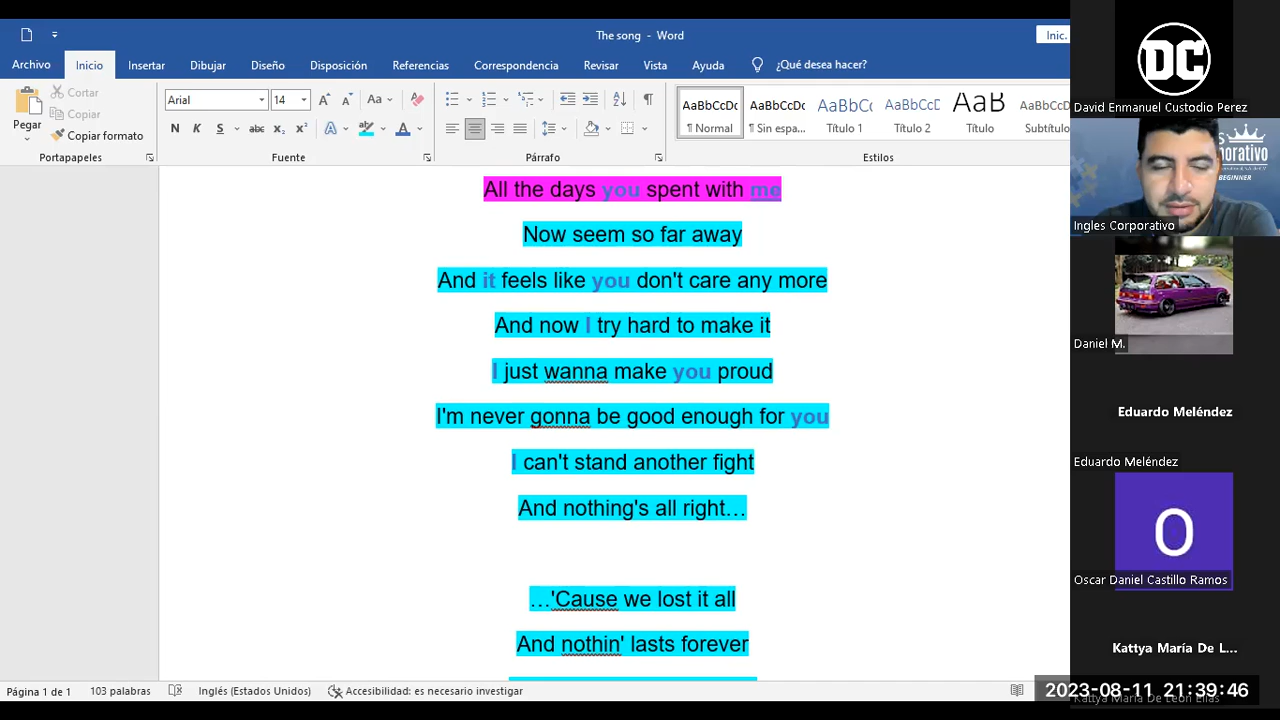 The song - Word
Inic.
Archivo Inicio Insertar Dibujar Diseño Disposición Referencias Correspondencia Revisar Vista Ayuda ¿Qué desea hacer?
Pegar
Cortar
Copiar
Copiar formato
Portapapeles
Arial 14
Aa
N K S abc x₂ x² A A
Fuente
Párrafo
AaBbCcDc AaBbCcDc AaBbCcD AaBbCcD AaB AaBbCcD
¶ Normal ¶ Sin espa... Título 1 Título 2 Título Subtítulo
Estilos
All the days you spent with me
Now seem so far away
And it feels like you don't care any more
And now I try hard to make it
I just wanna make you proud
I'm never gonna be good enough for you
I can't stand another fight
And nothing's all right…
…'Cause we lost it all
And nothin' lasts forever
Página 1 de 1 103 palabras Inglés (Estados Unidos) Accesibilidad: es necesario investigar
DC
David Enmanuel Custodio Perez
BEGINNER
Ingles Corporativo
Daniel M.
Eduardo Meléndez
Eduardo Meléndez
O
Oscar Daniel Castillo Ramos
Kattya María De L...
2023-08-11 21:39:46